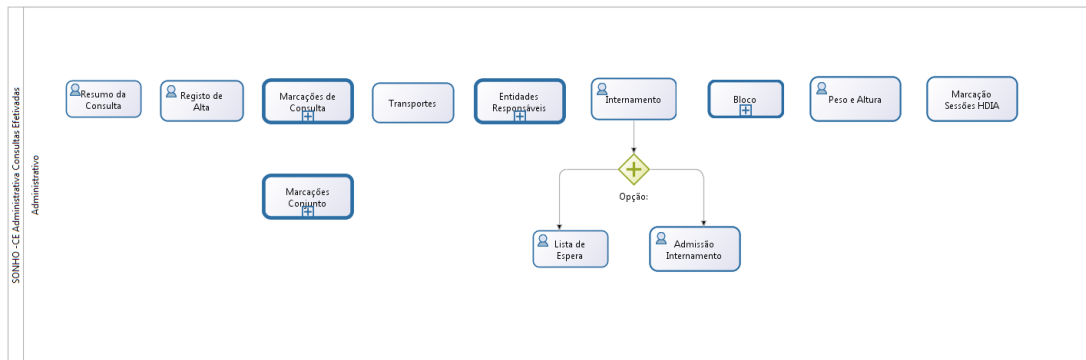 SONHO -CE Administrativa Consultas Efetivadas
Administrativo
Resumo da
Consulta
Registo de
Alta
Marcações de
Consulta
Transportes
Entidades
Responsáveis
Internamento
Bloco
Peso e Altura
Marcação
Sessões HDIA
Marcações
Conjunto
Opção:
Lista de
Espera
Admissão
Internamento